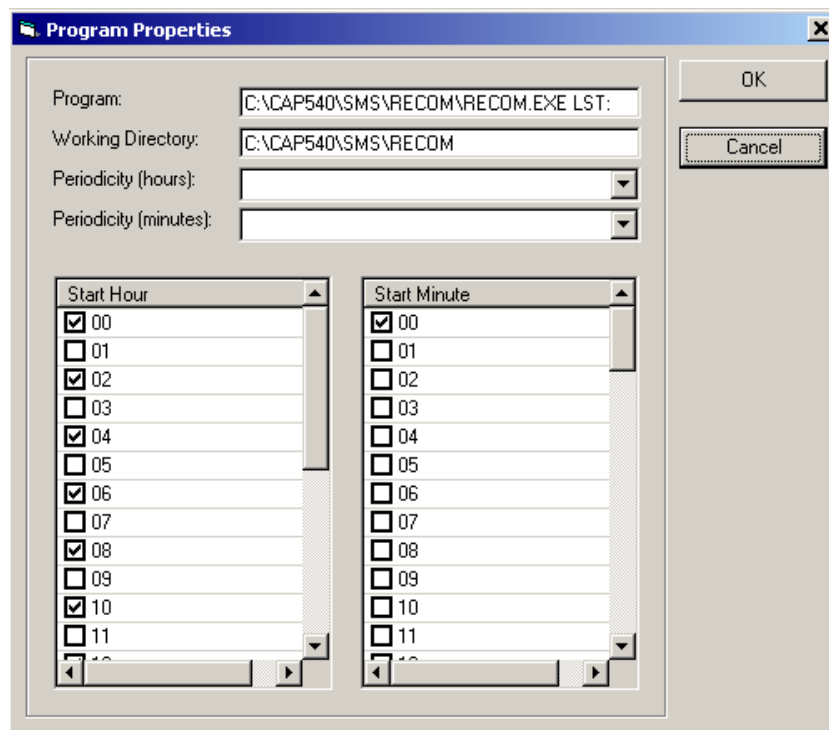 Program Properties
OK
Program: C:\CAP540\SMS\RECOM\RECOM.EXE LST:
Working Directory: C:\CAP540\SMS\RECOM
Cancel
Periodicity (hours):
Periodicity (minutes):
Start Hour Start Minute
00 00
01 01
02 02
03 03
04 04
05 05
06 06
07 07
08 08
09 09
10 10
11 11